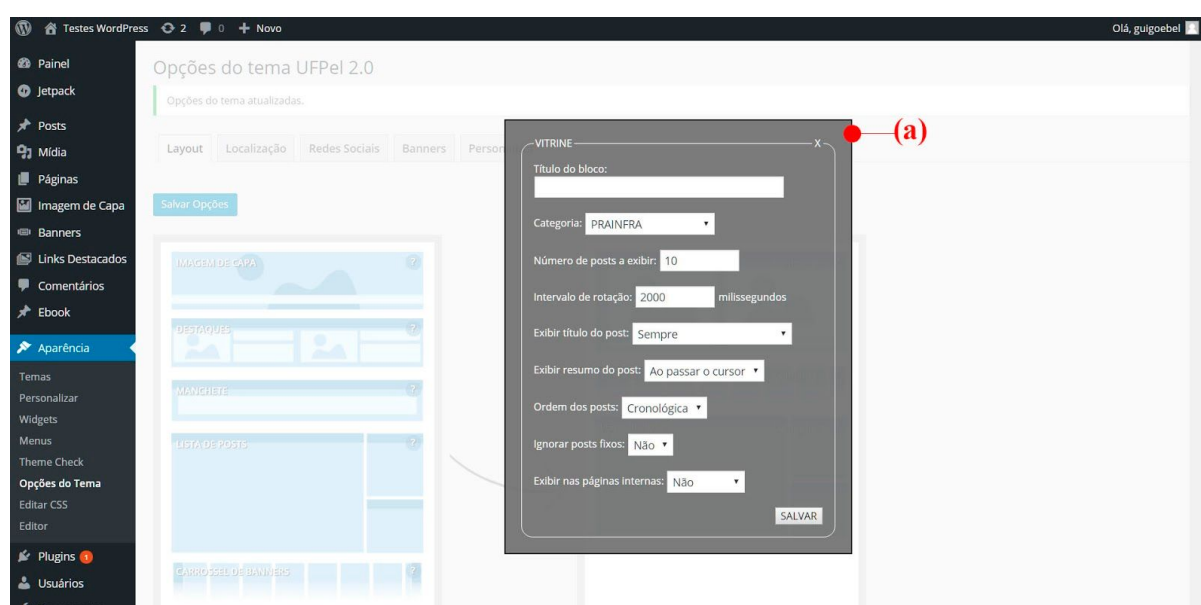 Testes WordPress 2 0 + Novo Olá, guigoebel
Painel
Jetpack
Posts
Mídia
Páginas
Imagem de Capa
Banners
Links Destacados
Comentários
Ebook
Aparência
Temas
Personalizar
Widgets
Menus
Theme Check
Opções do Tema
Editar CSS
Editor
Plugins 1
Usuários
Opções do tema UFPel 2.0
Opções do tema atualizadas.
Layout Localização Redes Sociais Banners Person
Salvar Opções
IMAGEM DE CAPA ?
DESTAQUES ?
MANCHETE ?
LISTA DE POSTS ?
CARROSSEL DE BANNERS ?
VITRINE X
Título do bloco:
Categoria: PRAINFRA
Número de posts a exibir: 10
Intervalo de rotação: 2000 milissegundos
Exibir título do post: Sempre
Exibir resumo do post: Ao passar o cursor
Ordem dos posts: Cronológica
Ignorar posts fixos: Não
Exibir nas páginas internas: Não
SALVAR
(a)